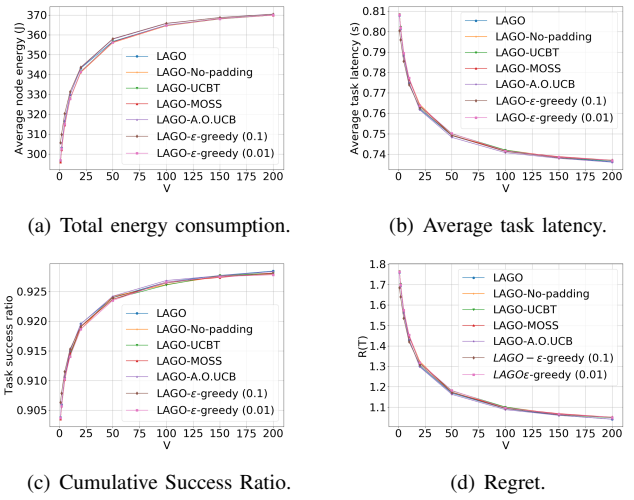 370
360
350
340
330
320
310
300
Average node energy (J)
LAGO
LAGO-No-padding
LAGO-UCBT
LAGO-MOSS
LAGO-A.O.UCB
LAGO-ε-greedy (0.1)
LAGO-ε-greedy (0.01)
0 25 50 75 100 125 150 175 200
V
(a) Total energy consumption.
0.81
0.80
0.79
0.78
0.77
0.76
0.75
0.74
Average task latency (s)
LAGO
LAGO-No-padding
LAGO-UCBT
LAGO-MOSS
LAGO-A.O.UCB
LAGO-ε-greedy (0.1)
LAGO-ε-greedy (0.01)
0 25 50 75 100 125 150 175 200
V
(b) Average task latency.
0.925
0.920
0.915
0.910
0.905
Task success ratio
LAGO
LAGO-No-padding
LAGO-UCBT
LAGO-MOSS
LAGO-A.O.UCB
LAGO-ε-greedy (0.1)
LAGO-ε-greedy (0.01)
0 25 50 75 100 125 150 175 200
V
(c) Cumulative Success Ratio.
1.8
1.7
1.6
1.5
1.4
1.3
1.2
1.1
R(T)
LAGO
LAGO-No-padding
LAGO-UCBT
LAGO-MOSS
LAGO-A.O.UCB
LAGO − ε-greedy (0.1)
LAGOε-greedy (0.01)
0 25 50 75 100 125 150 175 200
V
(d) Regret.